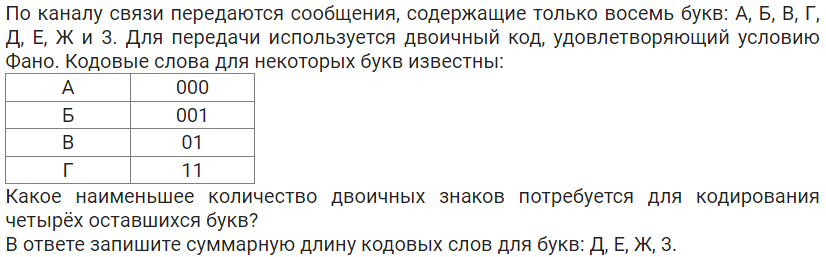 По каналу связи передаются сообщения, содержащие только восемь букв: А, Б, В, Г,
Д, Е, Ж и З. Для передачи используется двоичный код, удовлетворяющий условию
Фано. Кодовые слова для некоторых букв известны:
А 000
Б 001
В 01
Г 11
Какое наименьшее количество двоичных знаков потребуется для кодирования
четырёх оставшихся букв?
В ответе запишите суммарную длину кодовых слов для букв: Д, Е, Ж, З.